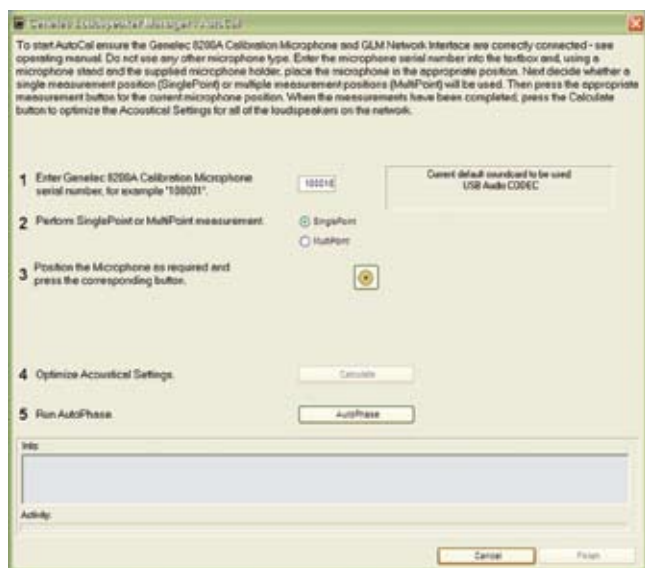 Genelec Loudspeaker Manager - AutoCal
To start AutoCal ensure the Genelec 8200A Calibration Microphone and GLM Network Interface are correctly connected - see
operating manual. Do not use any other microphone type. Enter the microphone serial number into the textbox and, using a
microphone stand and the supplied microphone holder, place the microphone in the appropriate position. Next decide whether a
single measurement position (SinglePoint) or multiple measurement positions (MultiPoint) will be used. Then press the appropriate
measurement button for the current microphone position. When the measurements have been completed, press the Calculate
button to optimize the Acoustical Settings for all of the loudspeakers on the network.
1 Enter Genelec 8200A Calibration Microphone
serial number, for example "100001".
Current default soundcard to be used
USB Audio CODEC
2 Perform SinglePoint or MultiPoint measurement.
SinglePoint
MultiPoint
3 Position the Microphone as required and
press the corresponding button.
4 Optimize Acoustical Settings.
Calculate
5 Run AutoPhase.
AutoPhase
Info:
Activity:
Cancel
Finish